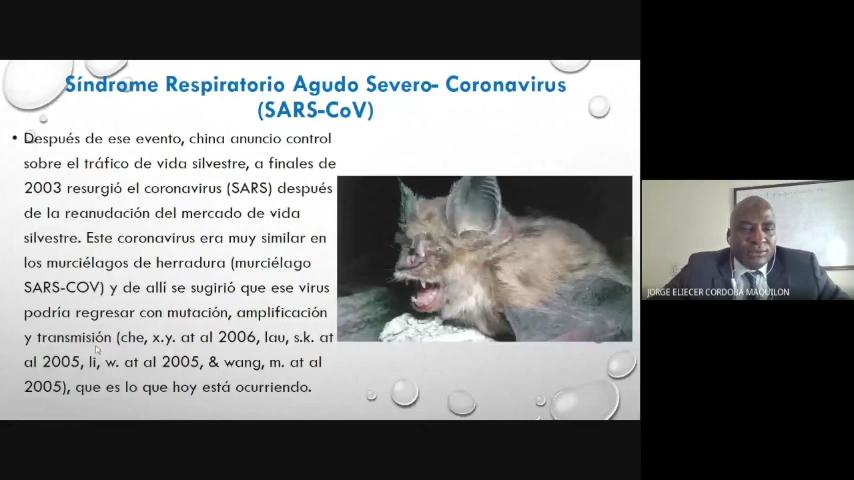 Síndrome Respiratorio Agudo Severo- Coronavirus
(SARS-CoV)
• Después de ese evento, china anuncio control
sobre el tráfico de vida silvestre, a finales de
2003 resurgió el coronavirus (SARS) después
de la reanudación del mercado de vida
silvestre. Este coronavirus era muy similar en
los murciélagos de herradura (murciélago
SARS-COV) y de allí se sugirió que ese virus
podría regresar con mutación, amplificación
y transmisión (che, x.y. at al 2006, lau, s.k. at
al 2005, li, w. at al 2005, & wang, m. at al
2005), que es lo que hoy está ocurriendo.
JORGE ELIECER CORDOBA MAQUILON